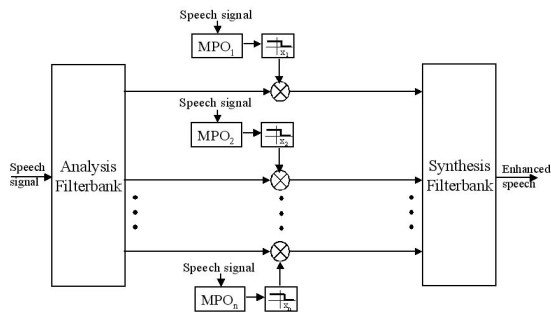 Speech signal
MPO1
x1
Speech signal
MPO2
x2
Speech
signal
Analysis
Filterbank
Synthesis
Filterbank
Enhanced
speech
Speech signal
MPOn
xn